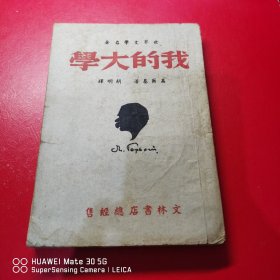 世界文學名著
學大的我
高爾基著 胡明譯
М. Горькій
售經總店書林文
HUAWEI Mate 30 5G
SuperSensing Camera | LEICA